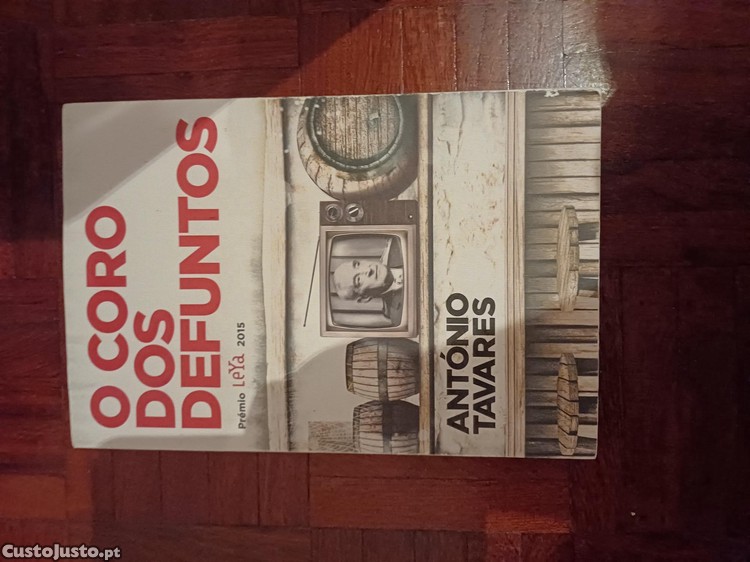 O CORO
DOS
DEFUNTOS
Prémio LeYa 2015
ANTÓNIO
TAVARES
CustoJusto.pt